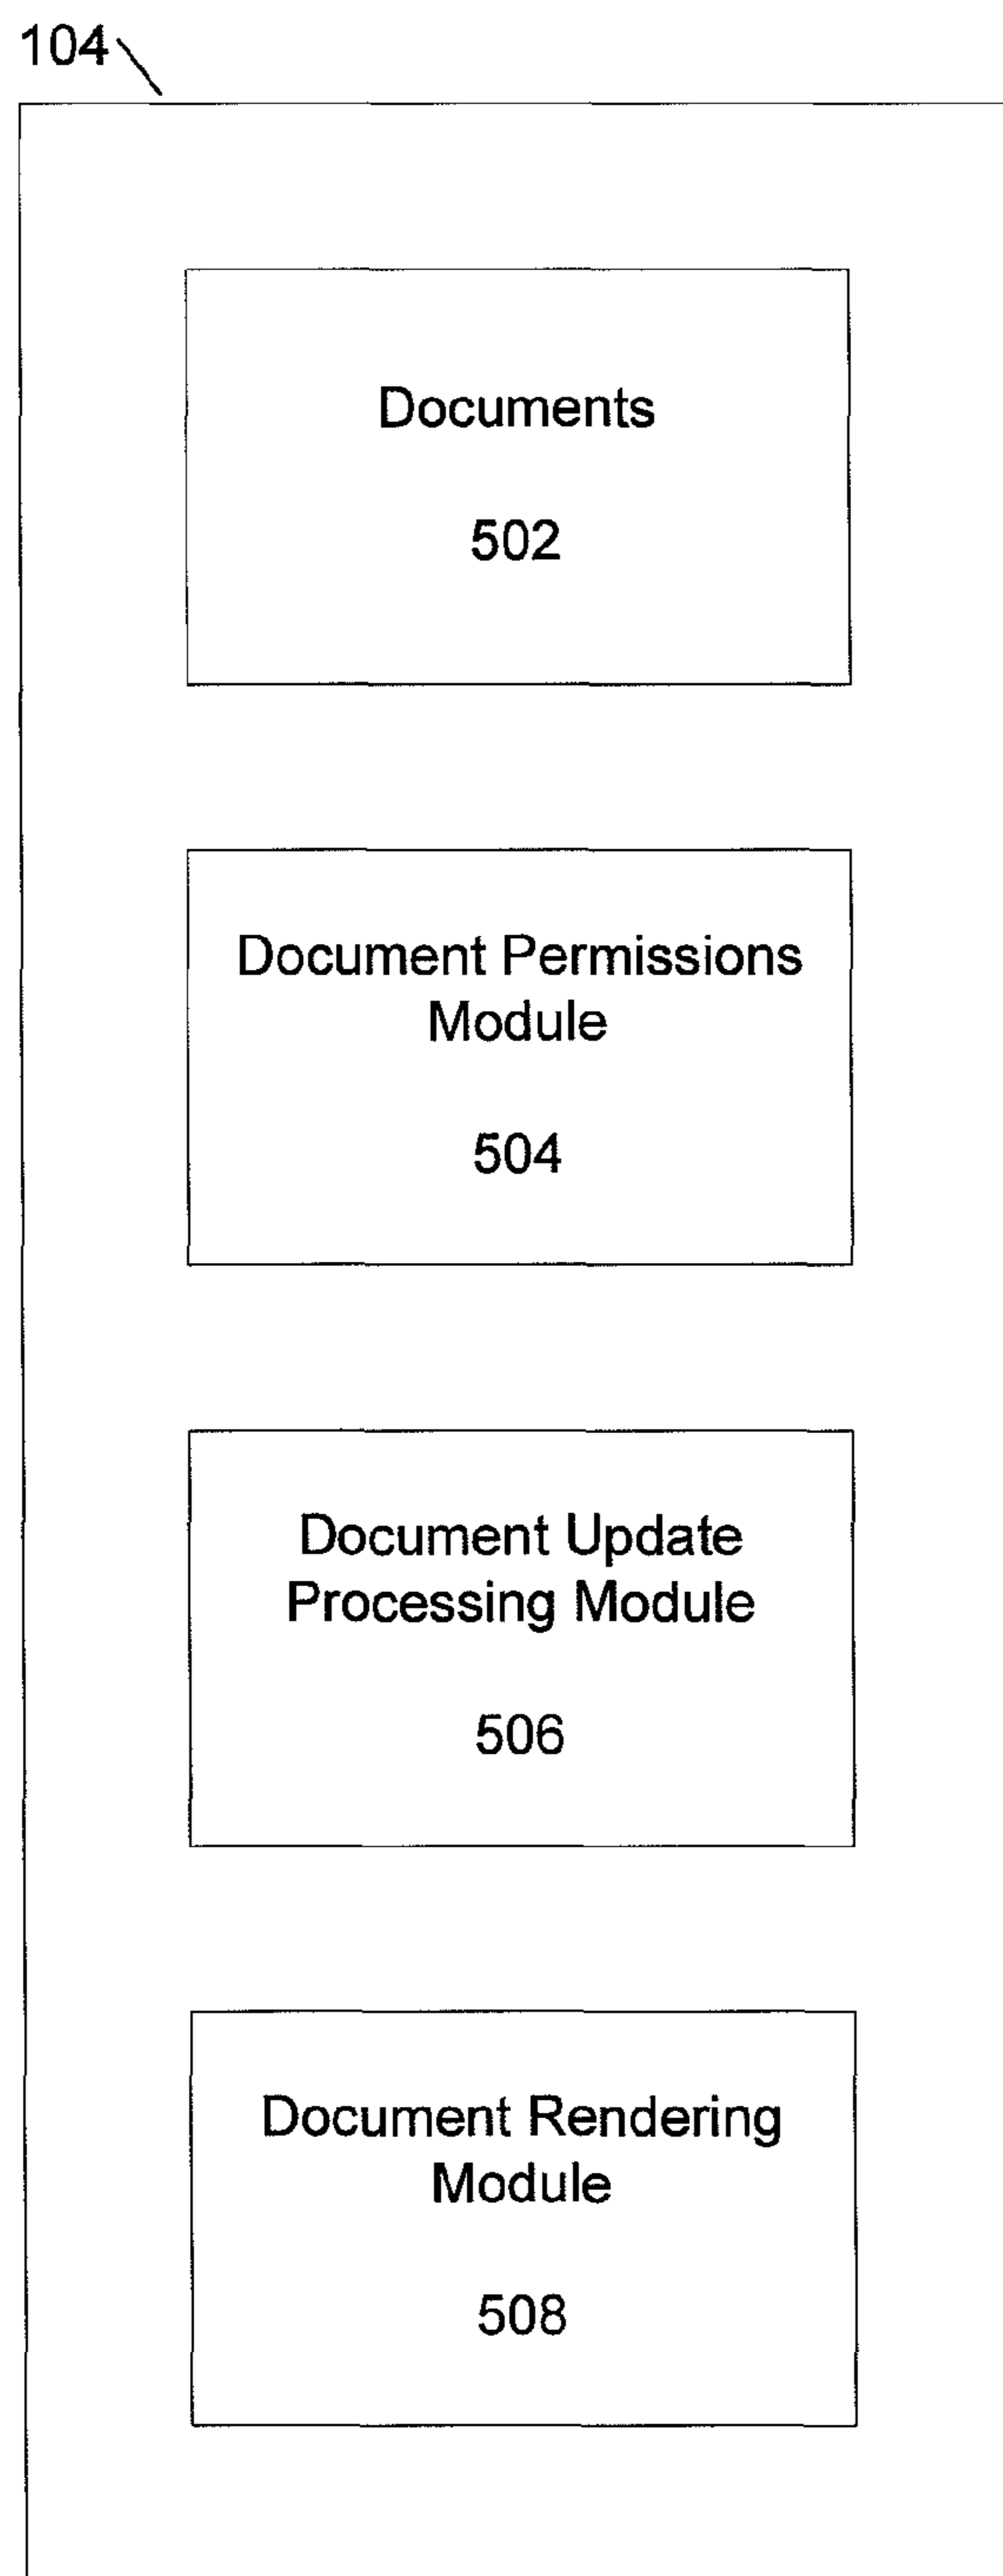 104
Documents
502
Document Permissions
Module
504
Document Update
Processing Module
506
Document Rendering
Module
508